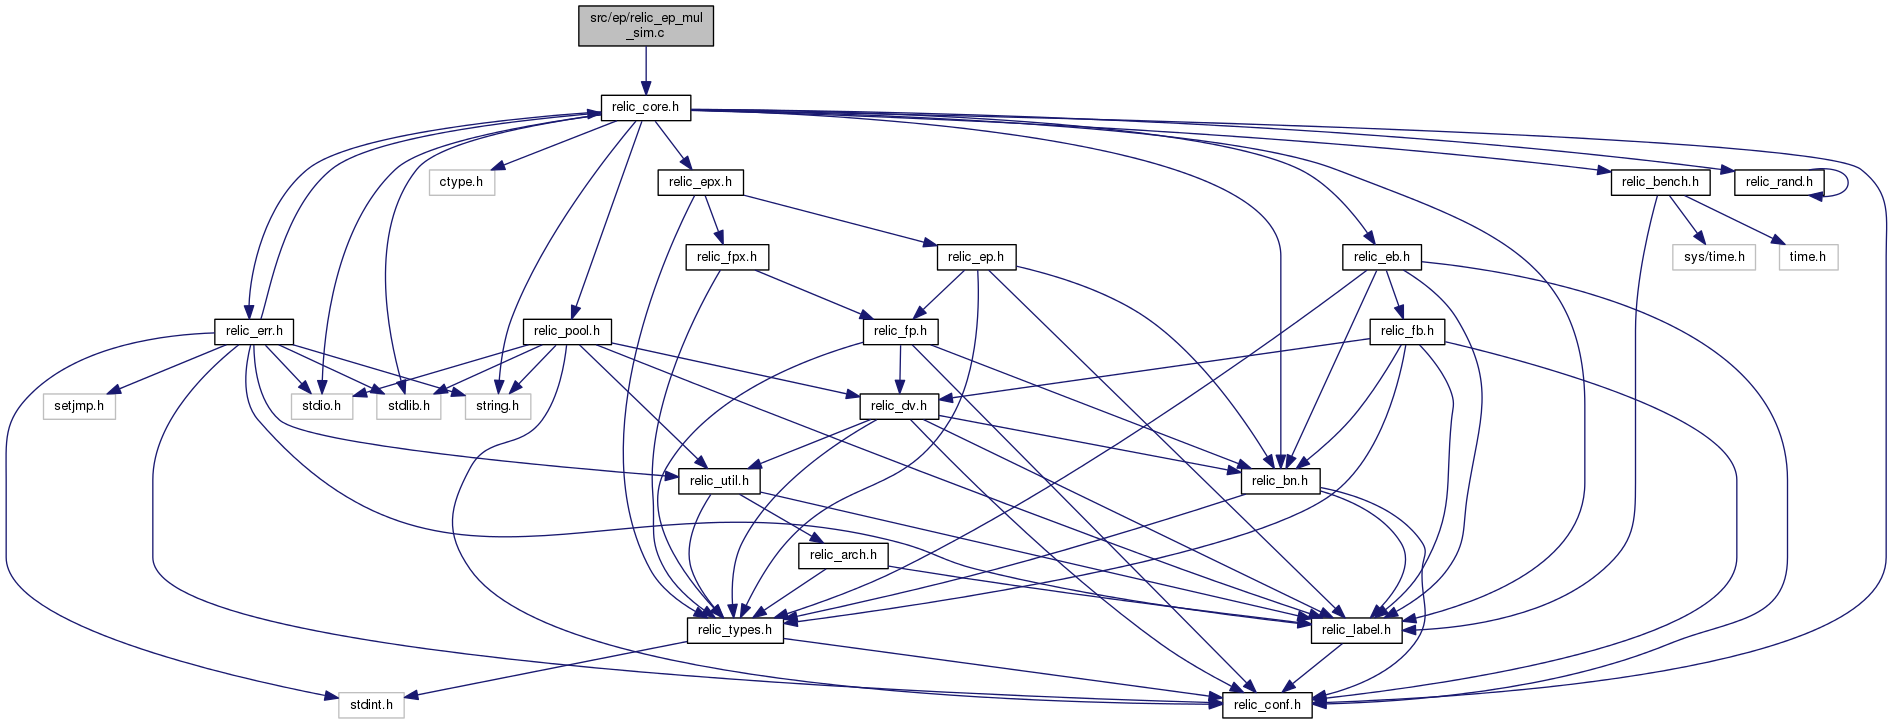 src/ep/relic_ep_mul
_sim.c
relic_core.h
ctype.h
relic_epx.h
relic_bench.h
relic_rand.h
relic_fpx.h
relic_ep.h
relic_eb.h
sys/time.h
time.h
relic_err.h
relic_pool.h
relic_fp.h
relic_fb.h
setjmp.h
stdio.h
stdlib.h
string.h
relic_dv.h
relic_util.h
relic_bn.h
relic_arch.h
relic_types.h
relic_label.h
stdint.h
relic_conf.h